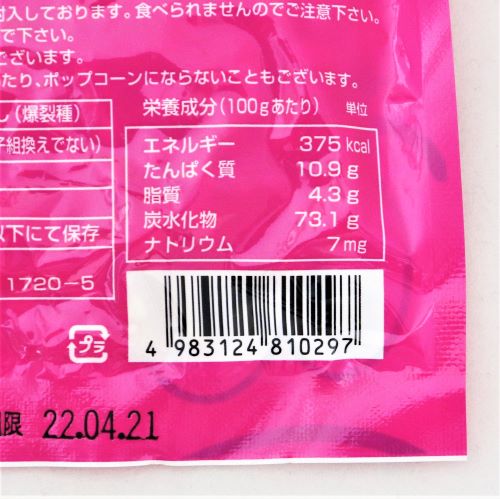 封入しております。食べられませんのでご注意下さい。
で下さい。
ございます。
たり、ポップコーンにならないこともございます。
し(爆裂種)
子組換えでない)
以下にて保存
1720-5
栄養成分(100gあたり) 単位
エネルギー 375 kcal
たんぱく質 10.9 g
脂質 4.3 g
炭水化物 73.1 g
ナトリウム 7 mg
プラ
4 983124 810297
限 22.04.21